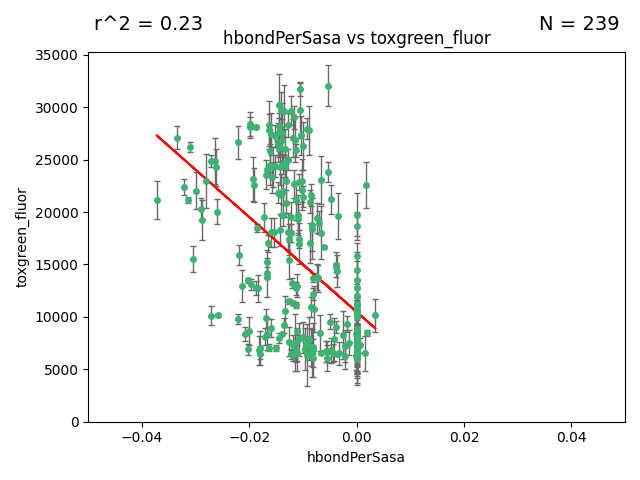 r^2 = 0.23
N = 239
hbondPerSasa vs toxgreen_fluor
35000
30000
25000
20000
15000
10000
5000
0
toxgreen_fluor
−0.04
−0.02
0.00
0.02
0.04
hbondPerSasa